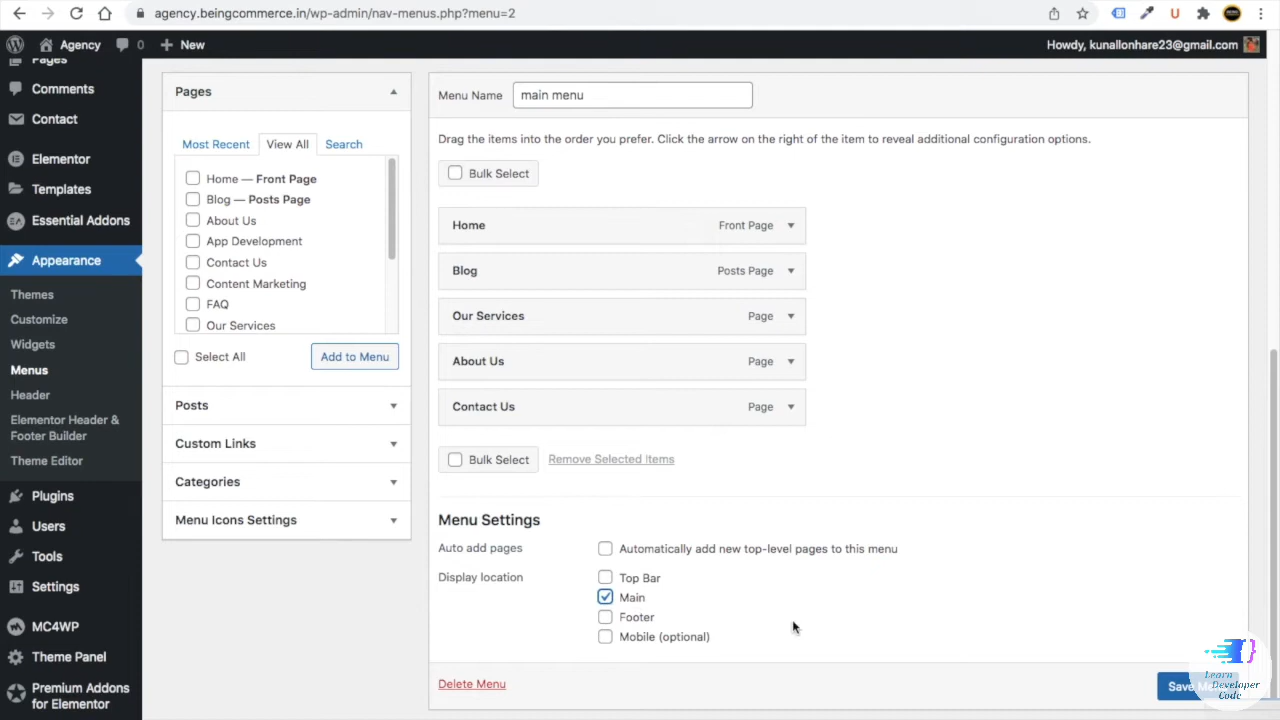 agency.beingcommerce.in/wp-admin/nav-menus.php?menu=2
Agency 0 New Howdy, kunallonhare23@gmail.com
Pages
Comments
Contact
Elementor
Templates
Essential Addons
Appearance
Themes
Customize
Widgets
Menus
Header
Elementor Header &
Footer Builder
Theme Editor
Plugins
Users
Tools
Settings
MC4WP
Theme Panel
Premium Addons
for Elementor
Pages
Most Recent View All Search
Home — Front Page
Blog — Posts Page
About Us
App Development
Contact Us
Content Marketing
FAQ
Our Services
Select All Add to Menu
Posts
Custom Links
Categories
Menu Icons Settings
Menu Name main menu
Drag the items into the order you prefer. Click the arrow on the right of the item to reveal additional configuration options.
Bulk Select
Home Front Page
Blog Posts Page
Our Services Page
About Us Page
Contact Us Page
Bulk Select Remove Selected Items
Menu Settings
Auto add pages Automatically add new top-level pages to this menu
Display location Top Bar
Main
Footer
Mobile (optional)
Delete Menu Save
Learn
Developer
Code